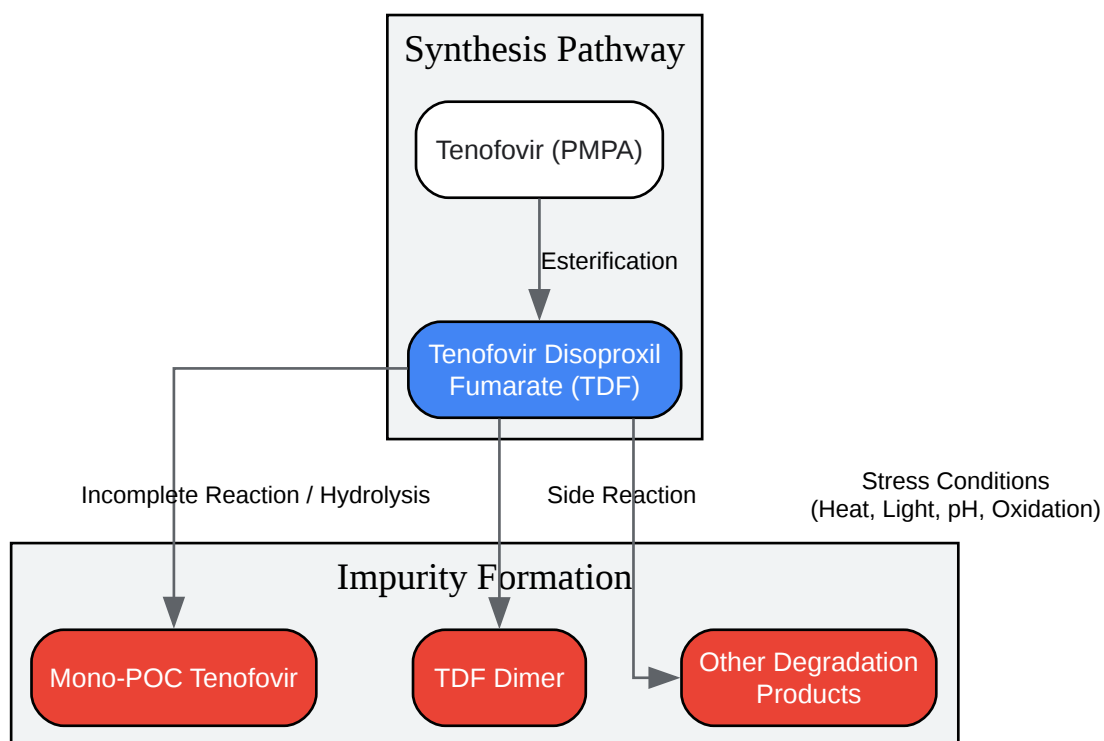 Synthesis Pathway
Tenofovir (PMPA)
Esterification
Tenofovir Disoproxil
Fumarate (TDF)
Incomplete Reaction / Hydrolysis
Side Reaction
Stress Conditions
(Heat, Light, pH, Oxidation)
Impurity Formation
Mono-POC Tenofovir
TDF Dimer
Other Degradation
Products